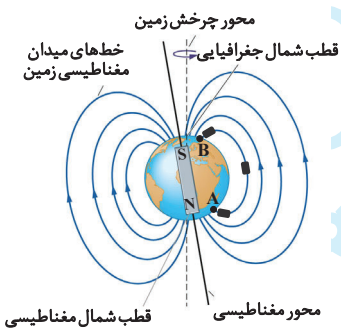 محور چرخش زمین
قطب شمال جغرافیایی
خط‌های میدان
مغناطیسی زمین
B
S
A
N
قطب شمال مغناطیسی
محور مغناطیسی